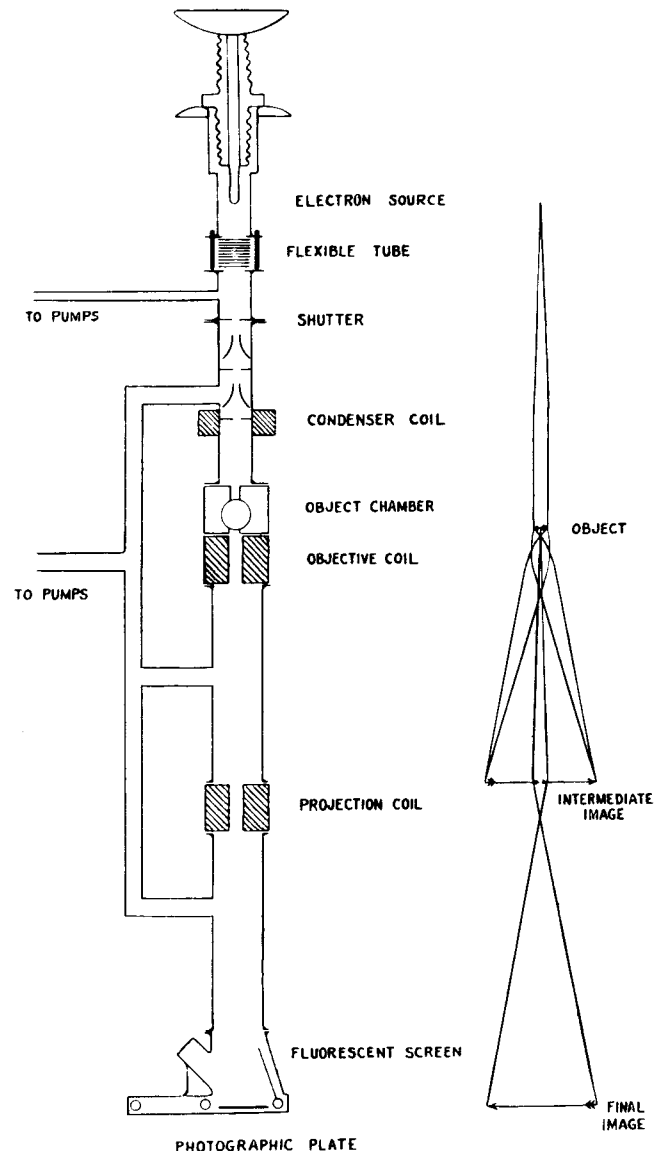 ELECTRON SOURCE
FLEXIBLE TUBE
TO PUMPS
SHUTTER
CONDENSER COIL
OBJECT CHAMBER
OBJECT
OBJECTIVE COIL
TO PUMPS
PROJECTION COIL
INTERMEDIATE
IMAGE
FLUORESCENT SCREEN
FINAL
IMAGE
PHOTOGRAPHIC PLATE